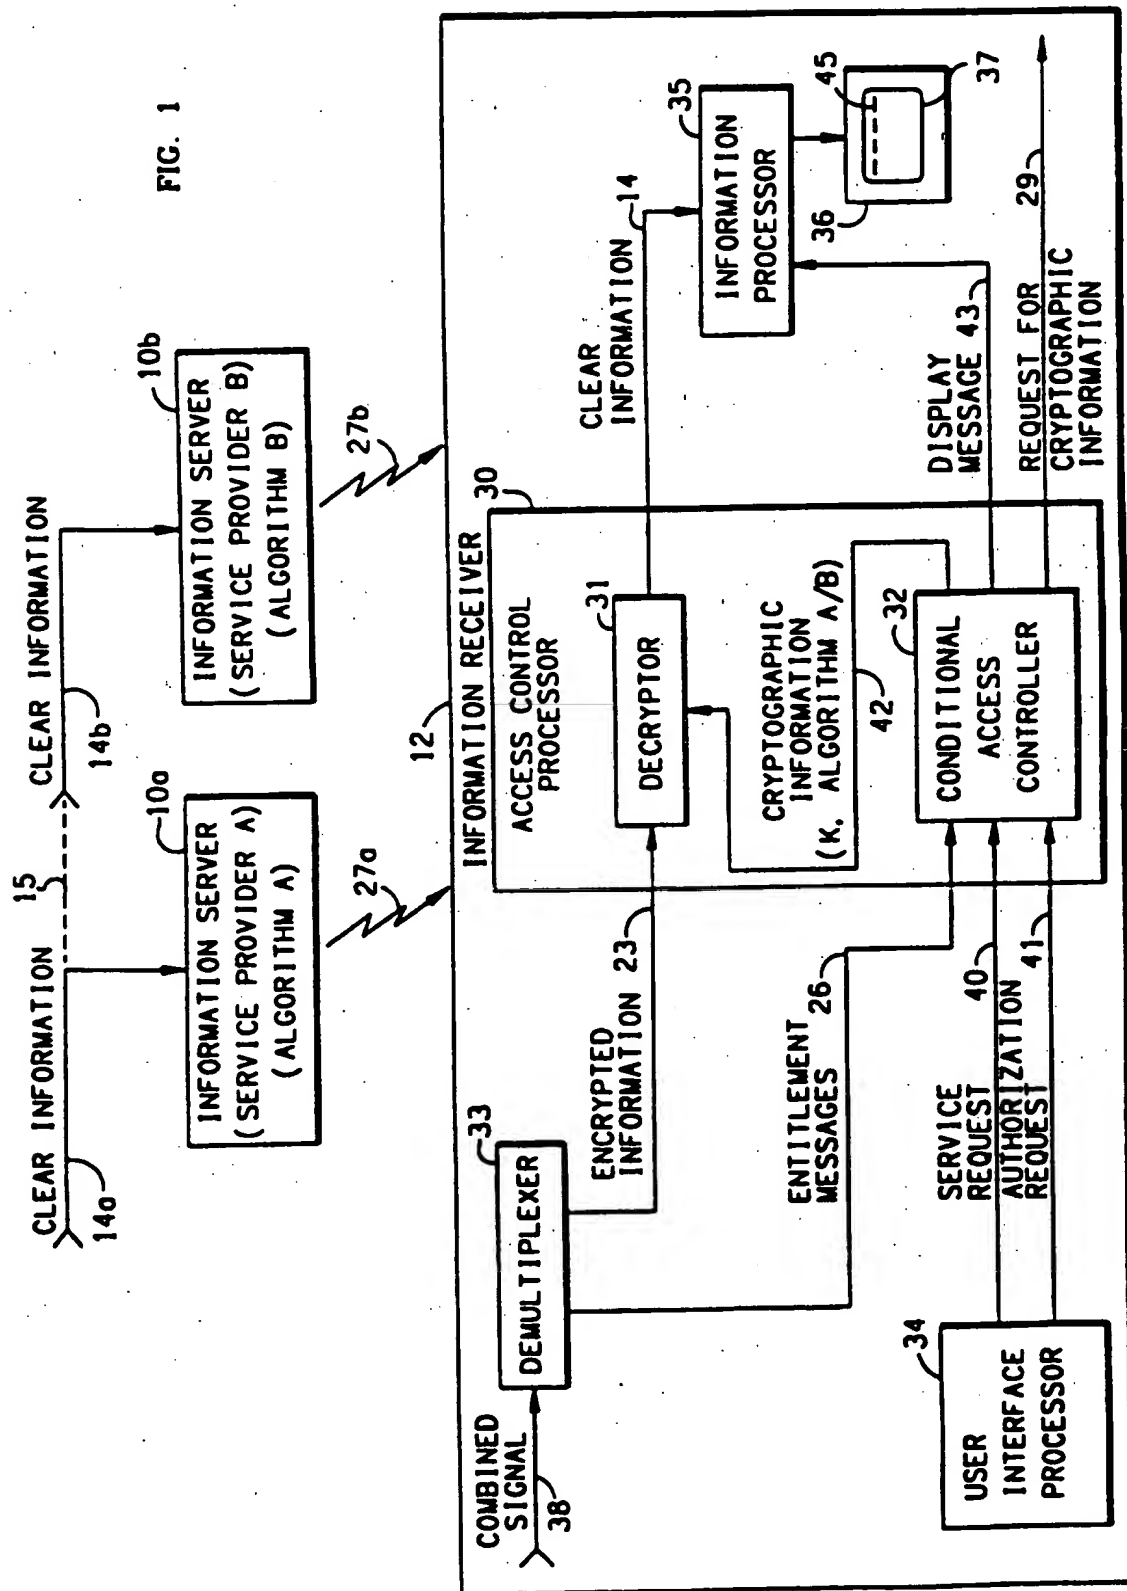 FIG. 1
CLEAR INFORMATION
14a
15
CLEAR INFORMATION
14b
10a
INFORMATION SERVER
(SERVICE PROVIDER A)
(ALGORITHM A)
10b
INFORMATION SERVER
(SERVICE PROVIDER B)
(ALGORITHM B)
27a
27b
12
INFORMATION RECEIVER
30
ACCESS CONTROL
PROCESSOR
COMBINED
SIGNAL
38
33
DEMULTIPLEXER
ENCRYPTED
INFORMATION 23
31
DECRYPTOR
CLEAR
INFORMATION
14
35
INFORMATION
PROCESSOR
45
36
37
ENTITLEMENT
MESSAGES
26
CRYPTOGRAPHIC
INFORMATION
(K, ALGORITHM A/B)
42
DISPLAY
MESSAGE 43
34
USER
INTERFACE
PROCESSOR
SERVICE
REQUEST
40
AUTHORIZATION
REQUEST
41
32
CONDITIONAL
ACCESS
CONTROLLER
REQUEST FOR
CRYPTOGRAPHIC
INFORMATION
29